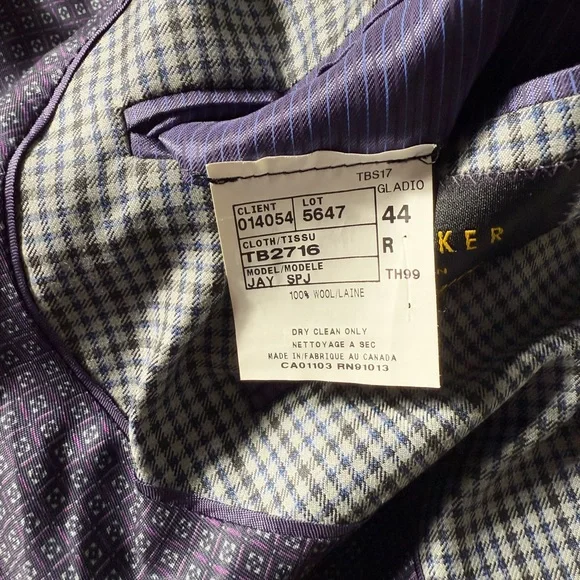 TBS17
GLADIO
CLIENT LOT
014054 5647 44
CLOTH/TISSU
TB2716 R
MODEL/MODELE
JAY SPJ TH99
100% WOOL/LAINE
DRY CLEAN ONLY
NETTOYAGE A SEC
MADE IN/FABRIQUE AU CANADA
CA01103 RN91013
KER
N